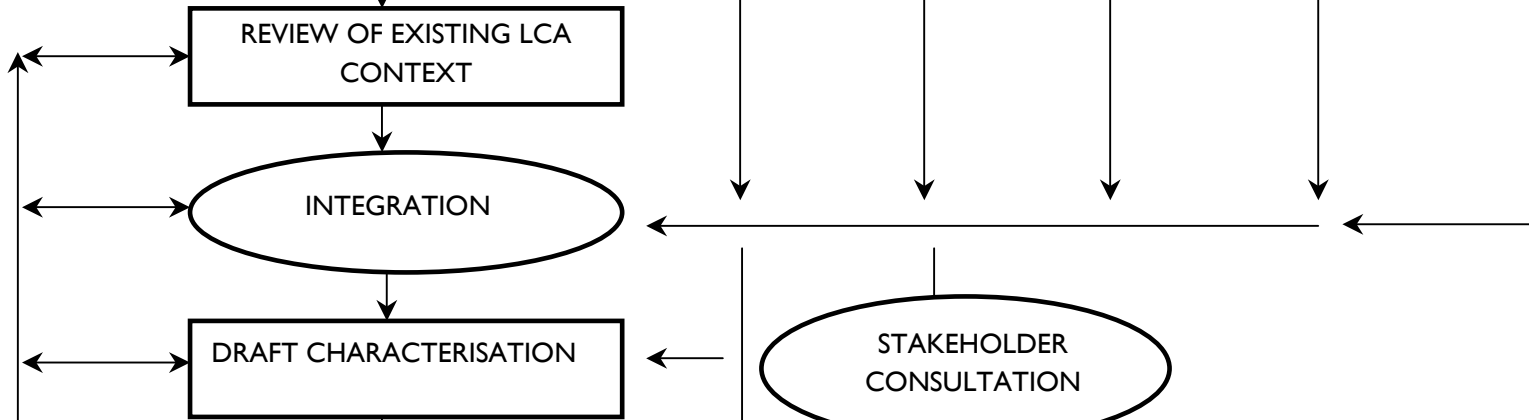 REVIEW OF EXISTING LCA
CONTEXT
INTEGRATION
DRAFT CHARACTERISATION
STAKEHOLDER
CONSULTATION